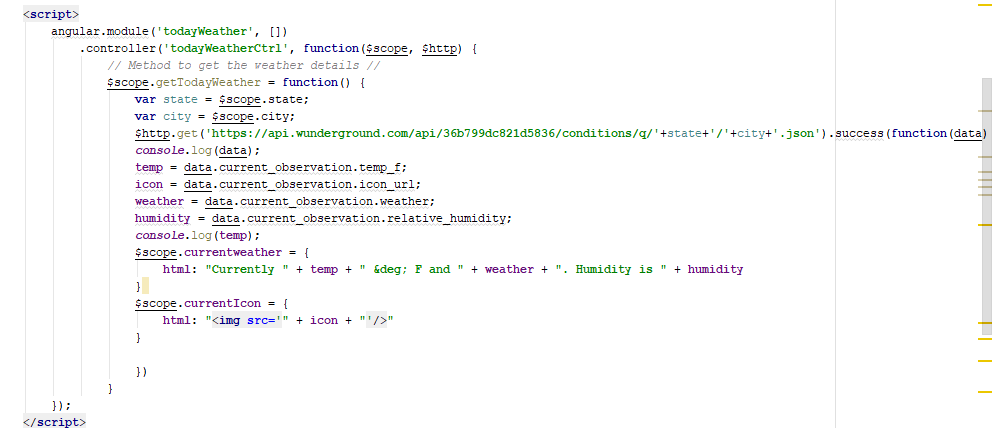 <script>
angular.module('todayWeather', [])
.controller('todayWeatherCtrl', function($scope, $http) {
// Method to get the weather details //
$scope.getTodayWeather = function() {
var state = $scope.state;
var city = $scope.city;
$http.get('https://api.wunderground.com/api/36b799dc821d5836/conditions/q/'+state+'/'+city+'.json').success(function(data)
console.log(data);
temp = data.current_observation.temp_f;
icon = data.current_observation.icon_url;
weather = data.current_observation.weather;
humidity = data.current_observation.relative_humidity;
console.log(temp);
$scope.currentweather = {
html: "Currently " + temp + " &deg; F and " + weather + ". Humidity is " + humidity
}
$scope.currentIcon = {
html: "<img src='" + icon + "'/>"
}
})
}
});
</script>